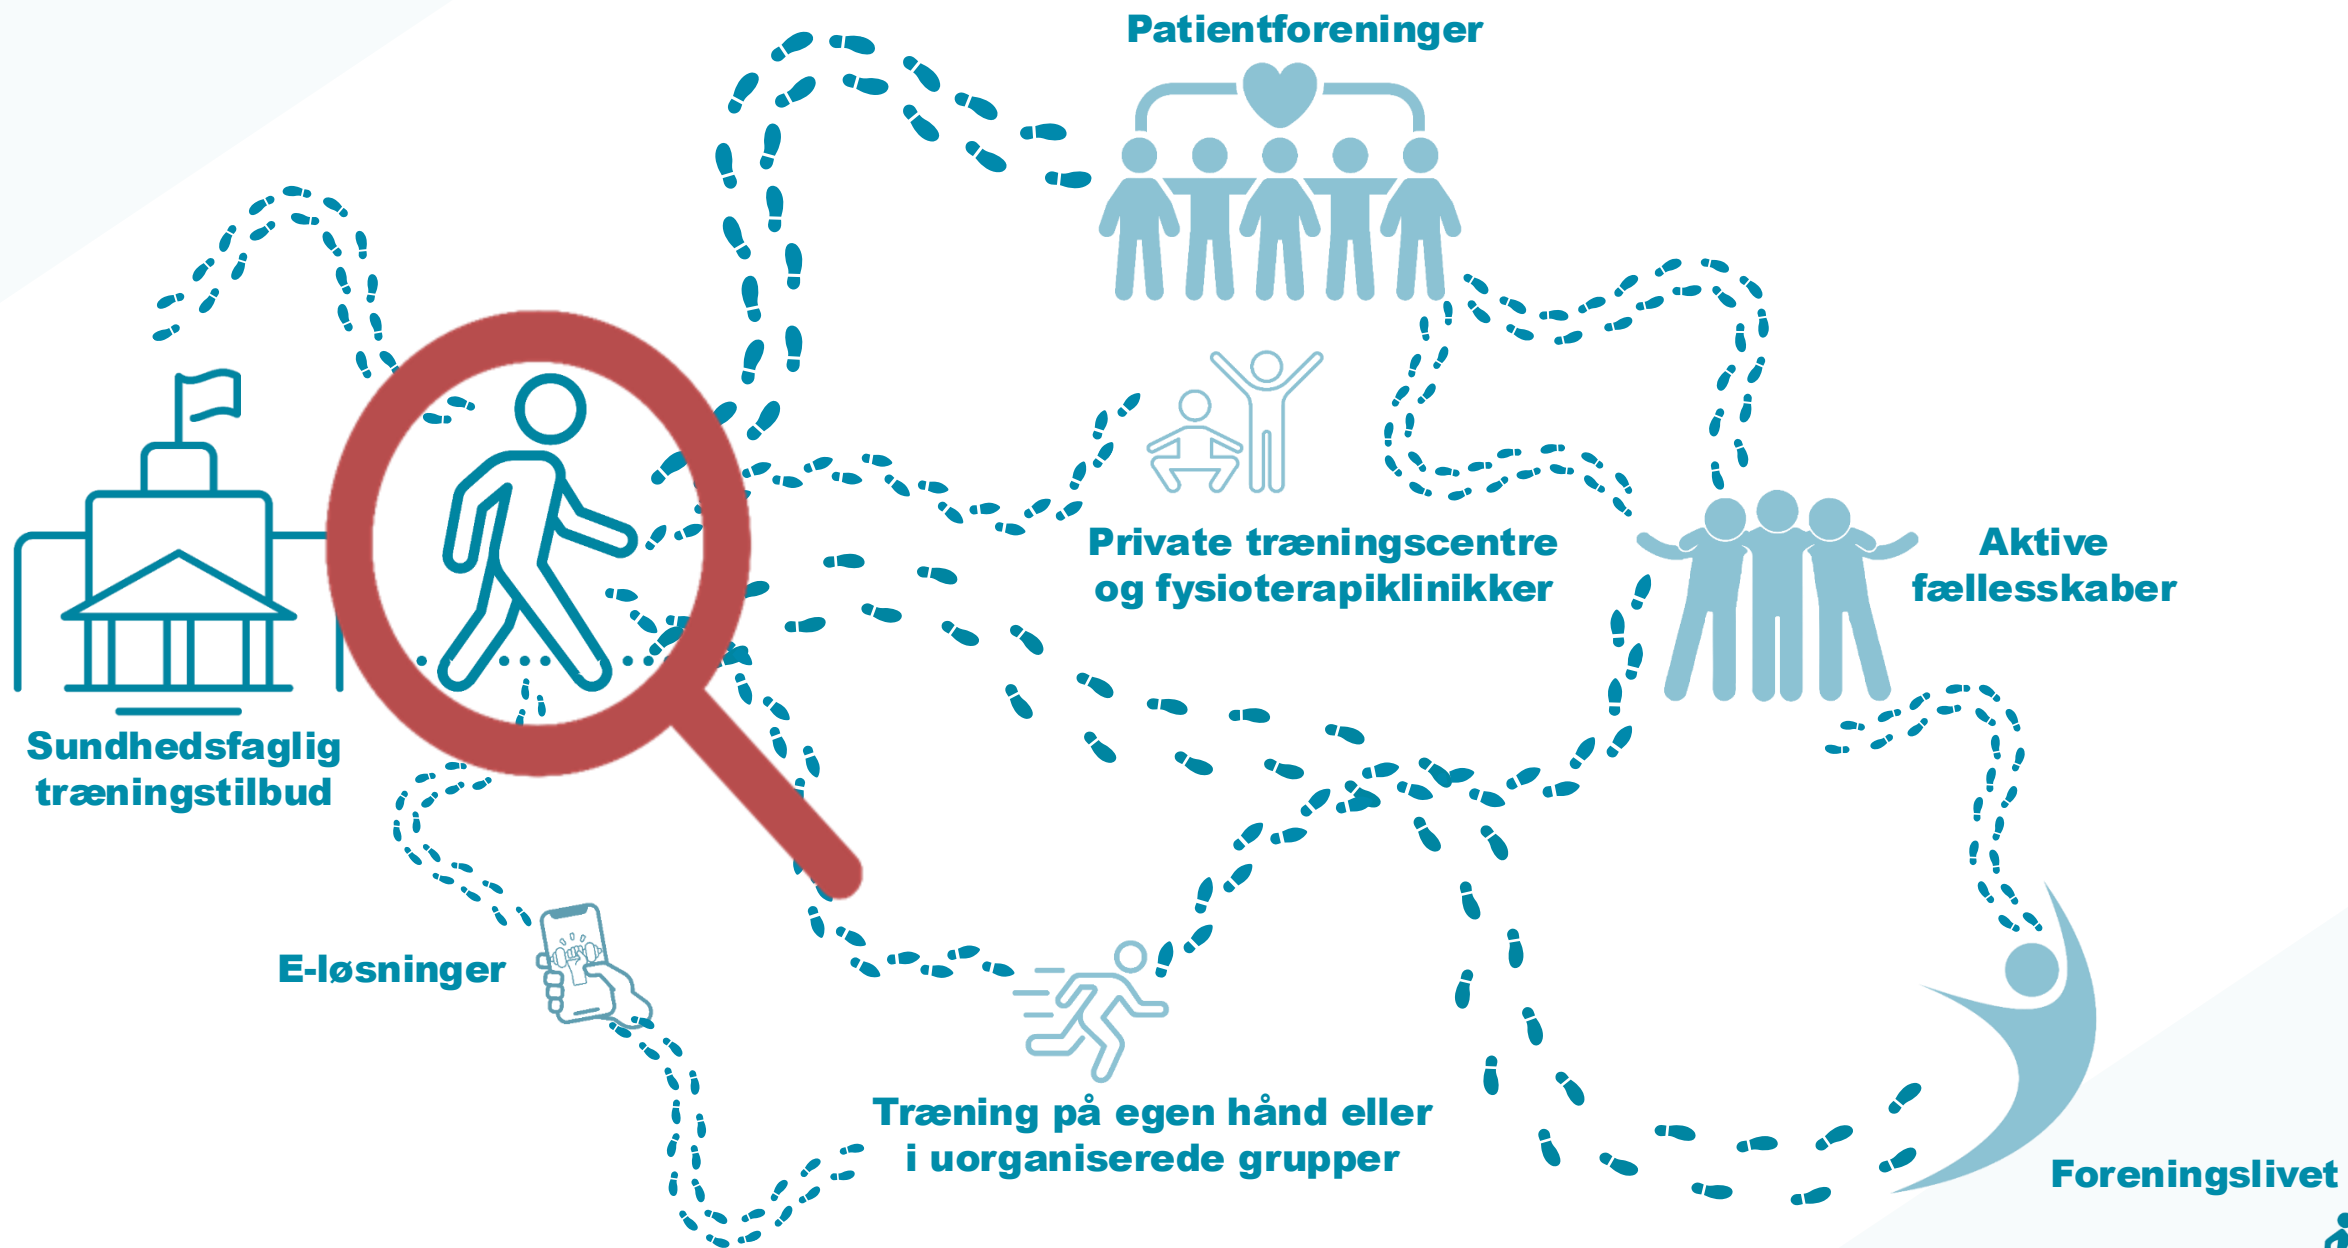 Patientforeninger
Private træningscentre
og fysioterapiklinikker
Aktive
fællesskaber
Sundhedsfaglig
træningstilbud
E-løsninger
Træning på egen hånd eller
i uorganiserede grupper
Foreningslivet